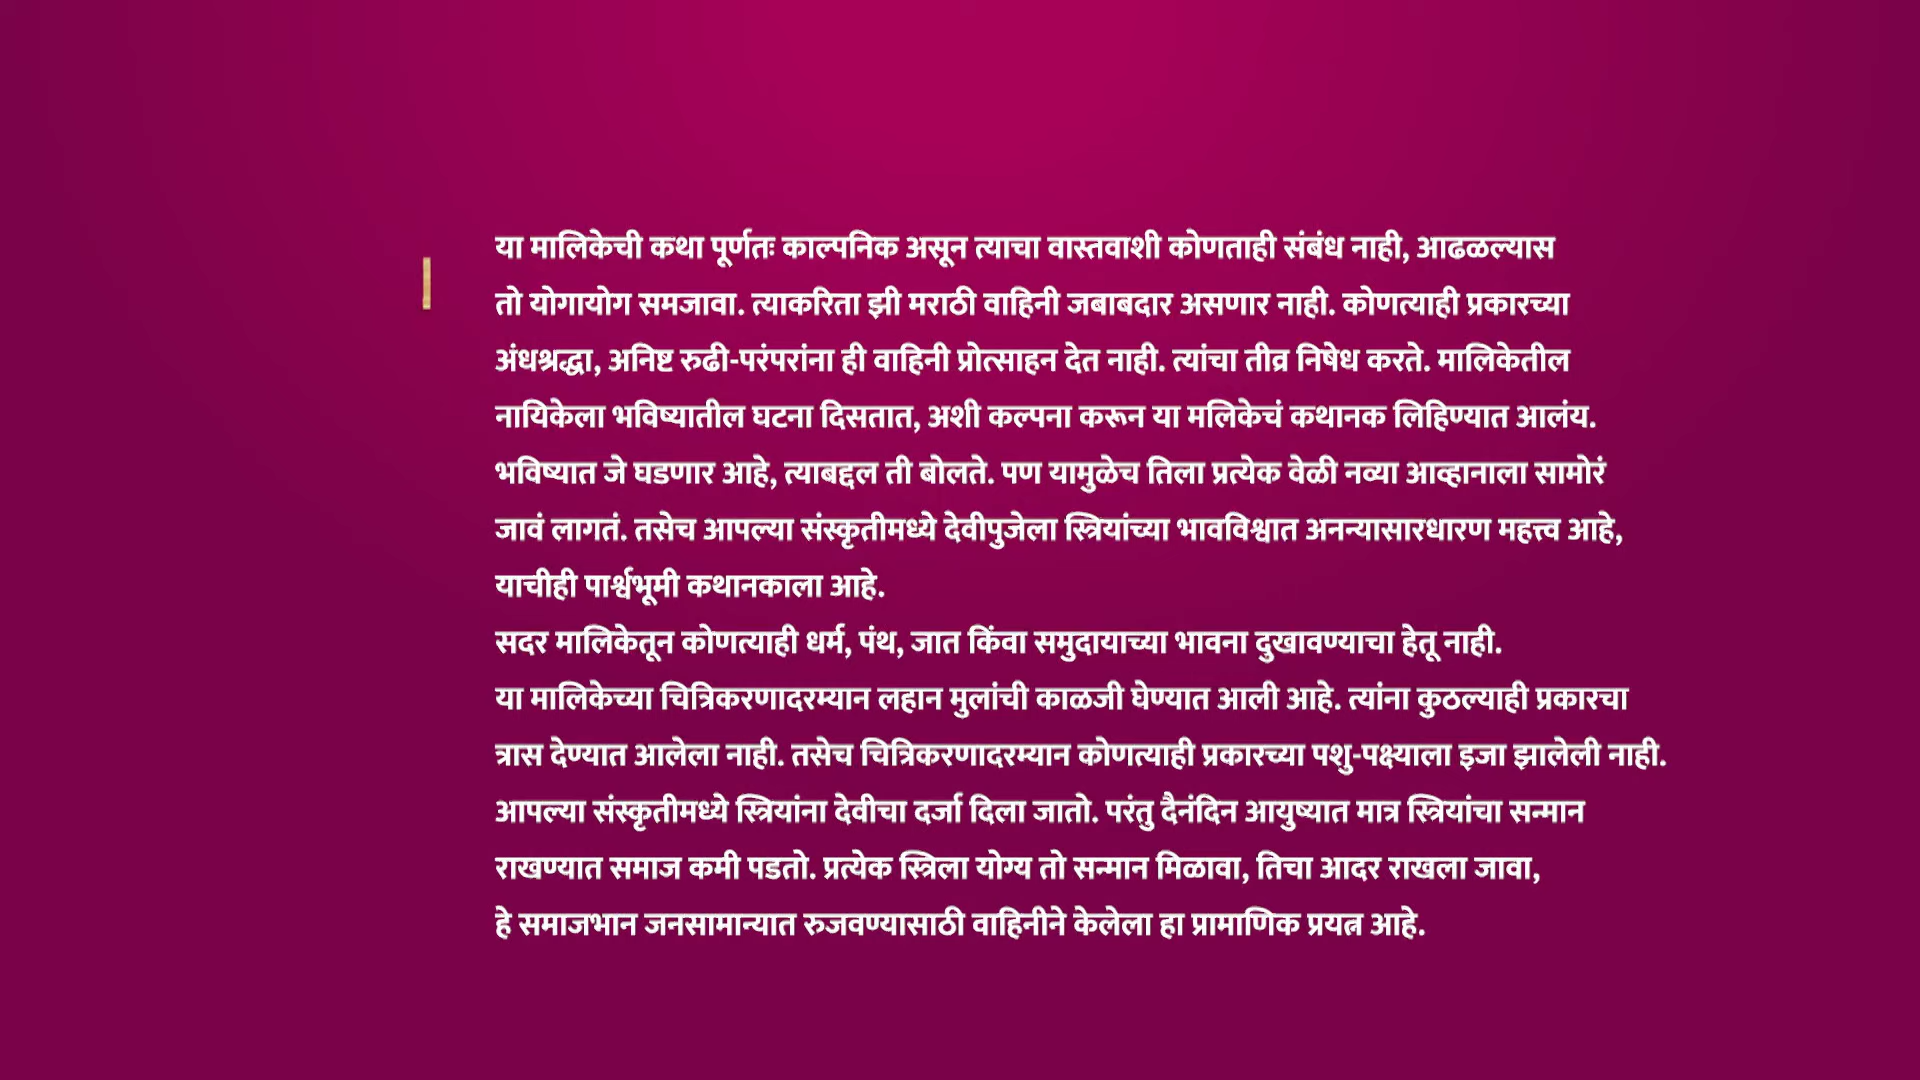 या मालिकेची कथा पूर्णतः काल्पनिक असून त्याचा वास्तवाशी कोणताही संबंध नाही, आढळल्यास
तो योगायोग समजावा. त्याकरिता झी मराठी वाहिनी जबाबदार असणार नाही. कोणत्याही प्रकारच्या
अंधश्रद्धा, अनिष्ट रुढी-परंपरांना ही वाहिनी प्रोत्साहन देत नाही. त्यांचा तीव्र निषेध करते. मालिकेतील
नायिकेला भविष्यातील घटना दिसतात, अशी कल्पना करून या मलिकेचं कथानक लिहिण्यात आलंय.
भविष्यात जे घडणार आहे, त्याबद्दल ती बोलते. पण यामुळेच तिला प्रत्येक वेळी नव्या आव्हानाला सामोरं
जावं लागतं. तसेच आपल्या संस्कृतीमध्ये देवीपुजेला स्त्रियांच्या भावविश्वात अनन्यासारधारण महत्त्व आहे,
याचीही पार्श्वभूमी कथानकाला आहे.
सदर मालिकेतून कोणत्याही धर्म, पंथ, जात किंवा समुदायाच्या भावना दुखावण्याचा हेतू नाही.
या मालिकेच्या चित्रिकरणादरम्यान लहान मुलांची काळजी घेण्यात आली आहे. त्यांना कुठल्याही प्रकारचा
त्रास देण्यात आलेला नाही. तसेच चित्रिकरणादरम्यान कोणत्याही प्रकारच्या पशु-पक्ष्याला इजा झालेली नाही.
आपल्या संस्कृतीमध्ये स्त्रियांना देवीचा दर्जा दिला जातो. परंतु दैनंदिन आयुष्यात मात्र स्त्रियांचा सन्मान
राखण्यात समाज कमी पडतो. प्रत्येक स्त्रिला योग्य तो सन्मान मिळावा, तिचा आदर राखला जावा,
हे समाजभान जनसामान्यात रुजवण्यासाठी वाहिनीने केलेला हा प्रामाणिक प्रयत्न आहे.